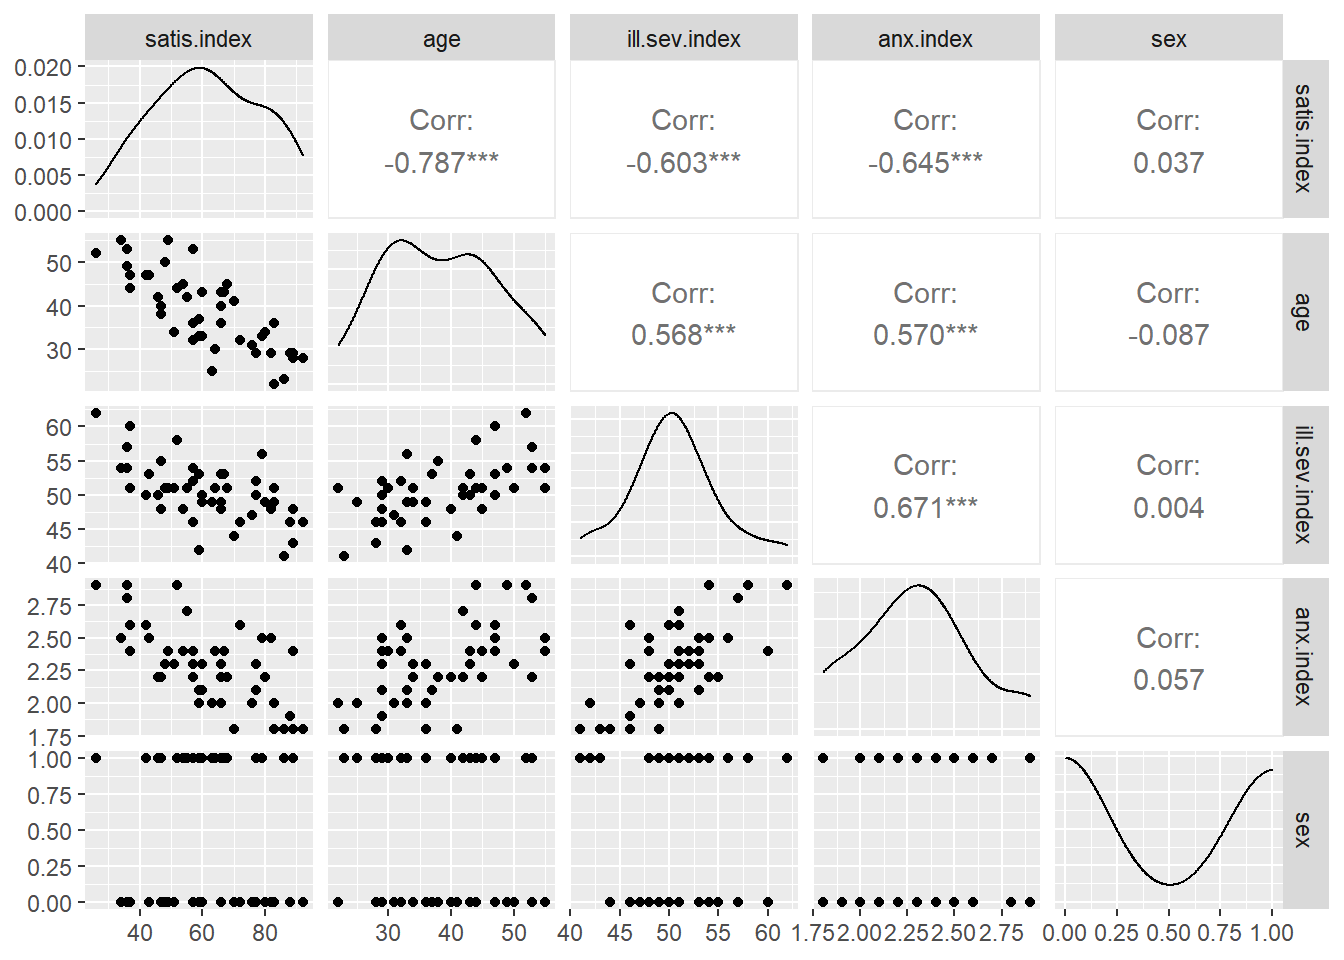 satis.index age ill.sev.index anx.index sex
0.020
0.015
0.010
0.005
0.000
Corr:
-0.787***
Corr:
-0.603***
Corr:
-0.645***
Corr:
0.037
satis.index
50
40
30
Corr:
0.568***
Corr:
0.570***
Corr:
-0.087
age
60
55
50
45
40
Corr:
0.671***
Corr:
0.004
ill.sev.index
2.75
2.50
2.25
2.00
1.75
Corr:
0.057
anx.index
1.00
0.75
0.50
0.25
0.00
sex
40 60 80 30 40 50 40 45 50 55 60 1.75 2.00 2.25 2.50 2.75 0.00 0.25 0.50 0.75 1.00